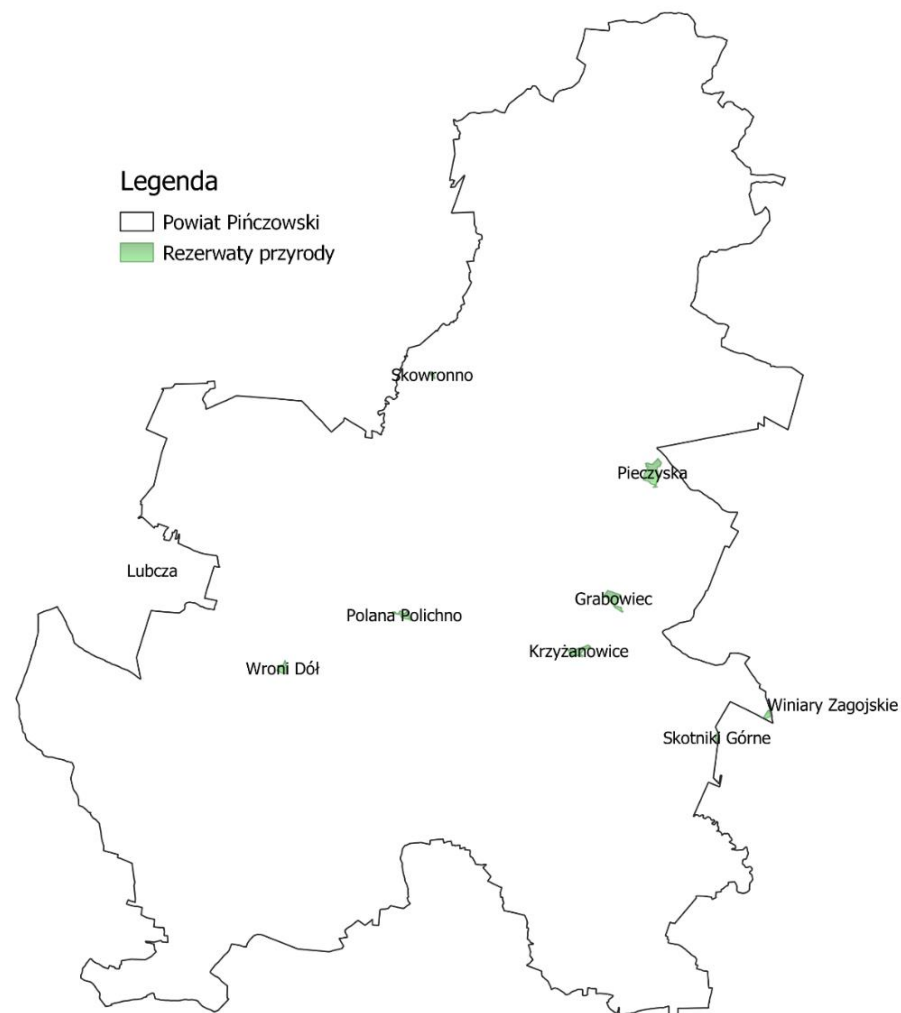 Legenda
Powiat Pińczowski
Rezerwaty przyrody
Skowronno
Pieczyska
Lubcza
Grabowiec
Polana Polichno
Krzyżanowice
Wroni Dół
Winiary Zagojskie
Skotniki Górne